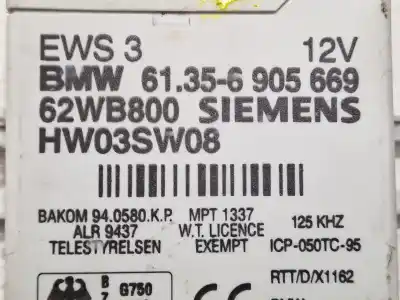 EWS 3 12V
BMW 61.35-6 905 669
62WB800 SIEMENS
HW03SW08
BAKOM 94.0580.K.P. MPT 1337 125 KHZ
ALR 9437 W.T. LICENCE
TELESTYRELSEN EXEMPT ICP-050TC-95
RTT/D/X1162
B G750
Z CE